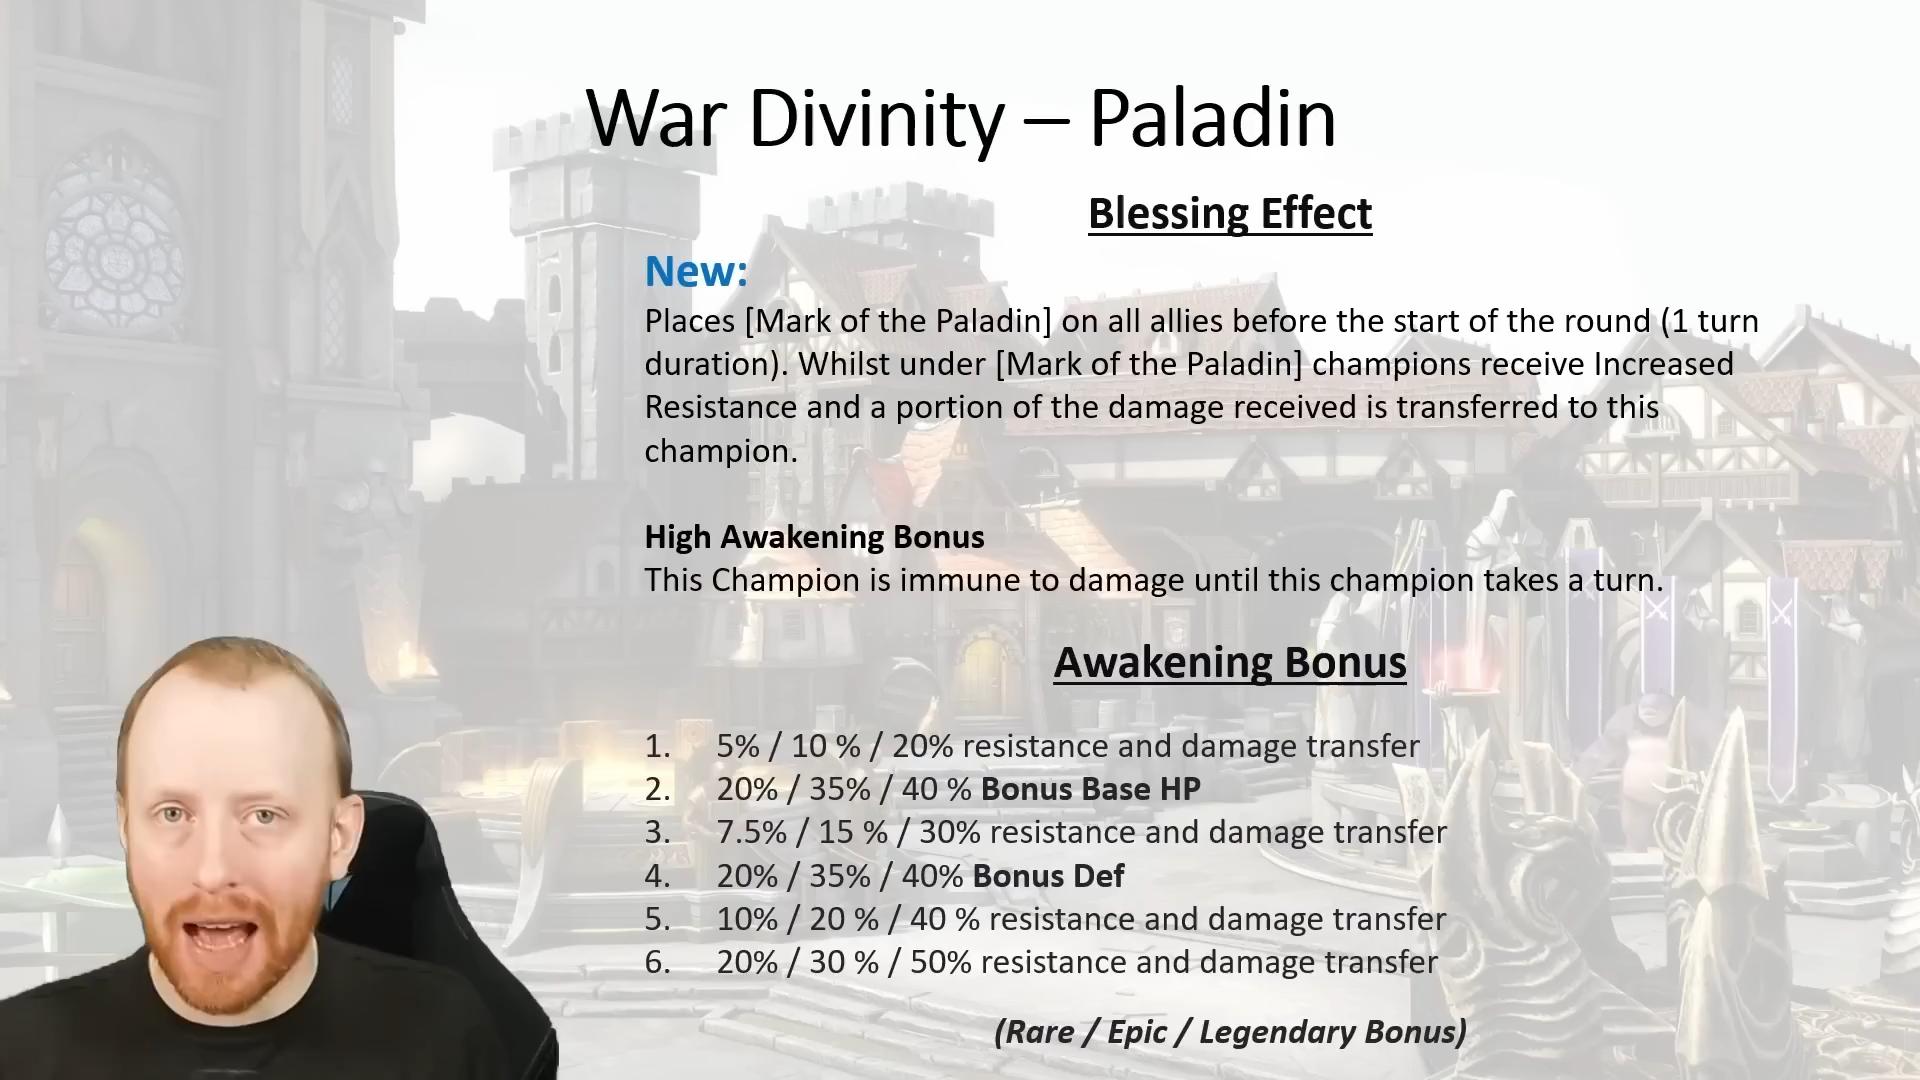 War Divinity – Paladin
Blessing Effect
New:
Places [Mark of the Paladin] on all allies before the start of the round (1 turn
duration). Whilst under [Mark of the Paladin] champions receive Increased
Resistance and a portion of the damage received is transferred to this
champion.
High Awakening Bonus
This Champion is immune to damage until this champion takes a turn.
Awakening Bonus
1. 5% / 10 % / 20% resistance and damage transfer
2. 20% / 35% / 40 % Bonus Base HP
3. 7.5% / 15 % / 30% resistance and damage transfer
4. 20% / 35% / 40% Bonus Def
5. 10% / 20 % / 40 % resistance and damage transfer
6. 20% / 30 % / 50% resistance and damage transfer
(Rare / Epic / Legendary Bonus)